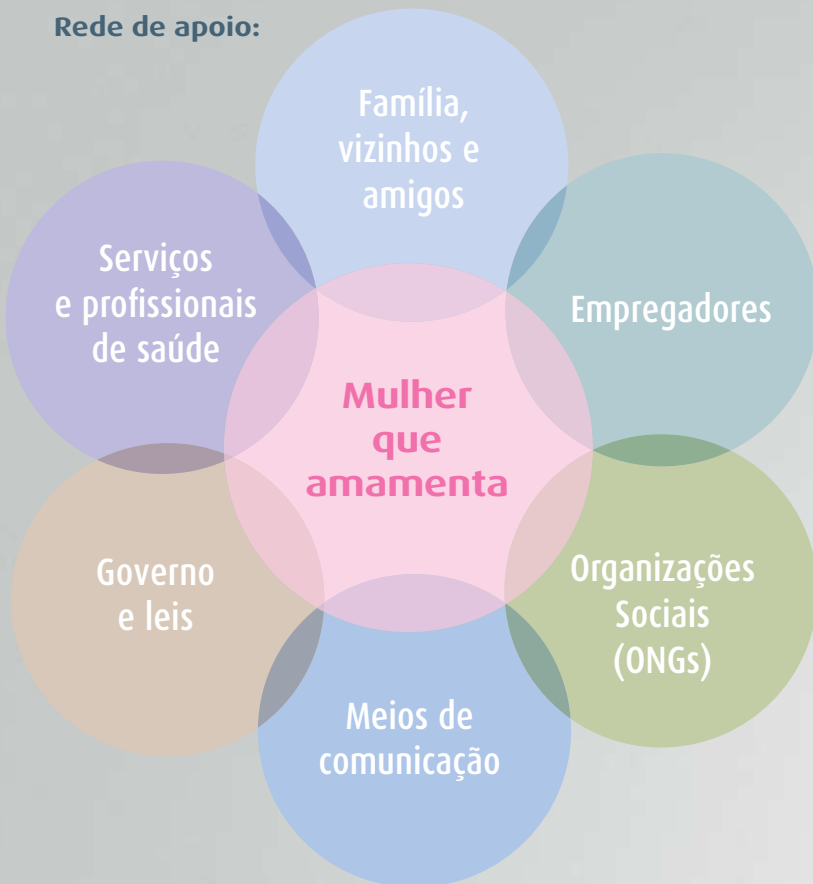 Rede de apoio:
Família,
vizinhos e
amigos
Serviços
e profissionais
de saúde
Empregadores
Mulher
que
amamenta
Governo
e leis
Organizações
Sociais
(ONGs)
Meios de
comunicação